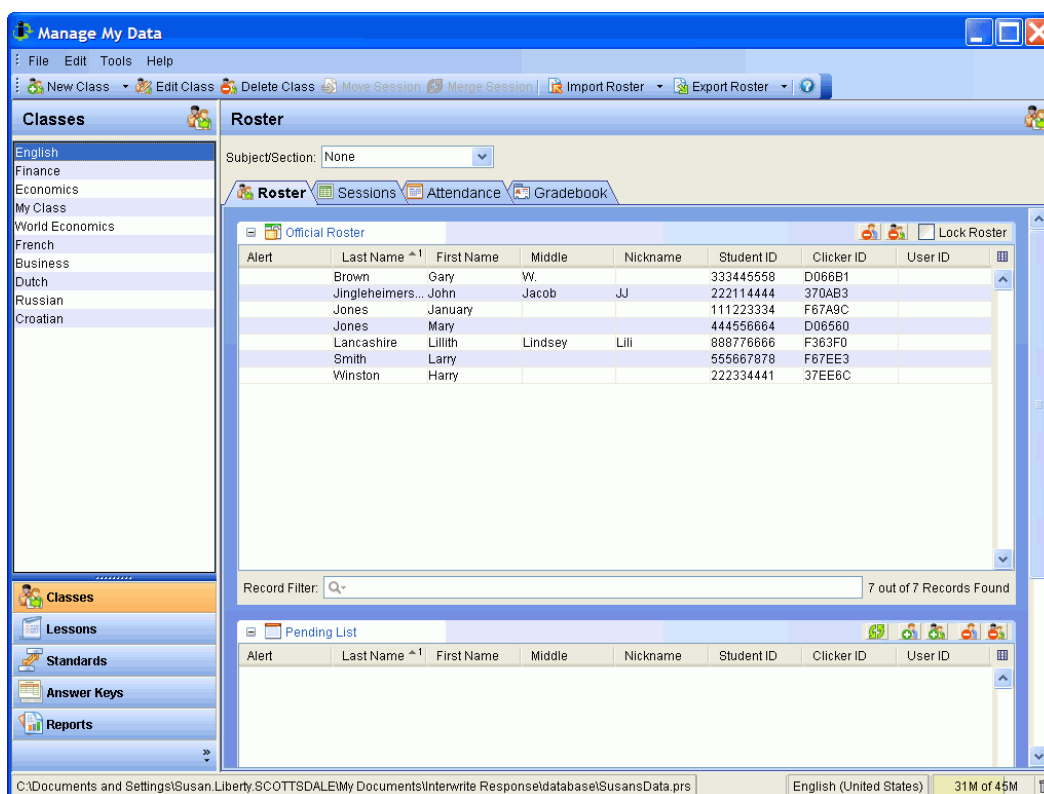 Manage My Data
File Edit Tools Help
New Class Edit Class Delete Class Move Session Merge Session Import Roster Export Roster
Classes
Roster
English
Finance
Economics
My Class
World Economics
French
Business
Dutch
Russian
Croatian
Subject/Section: None
Roster Sessions Attendance Gradebook
Official Roster Lock Roster
Alert Last Name 1 First Name Middle Nickname Student ID Clicker ID User ID
Brown Gary W. 333445558 D066B1
Jingleheimers... John Jacob JJ 222114444 370AB3
Jones January 111223334 F67A9C
Jones Mary 444556664 D06560
Lancashire Lillith Lindsey Lili 888776666 F363F0
Smith Larry 555667878 F67EE3
Winston Harry 222334441 37EE6C
Record Filter: 7 out of 7 Records Found
Pending List
Alert Last Name 1 First Name Middle Nickname Student ID Clicker ID User ID
Classes
Lessons
Standards
Answer Keys
Reports
C:\Documents and Settings\Susan.Liberty.SCOTTSDALE\My Documents\Interwrite Response\database\SusansData.prs English (United States) 31M of 45M